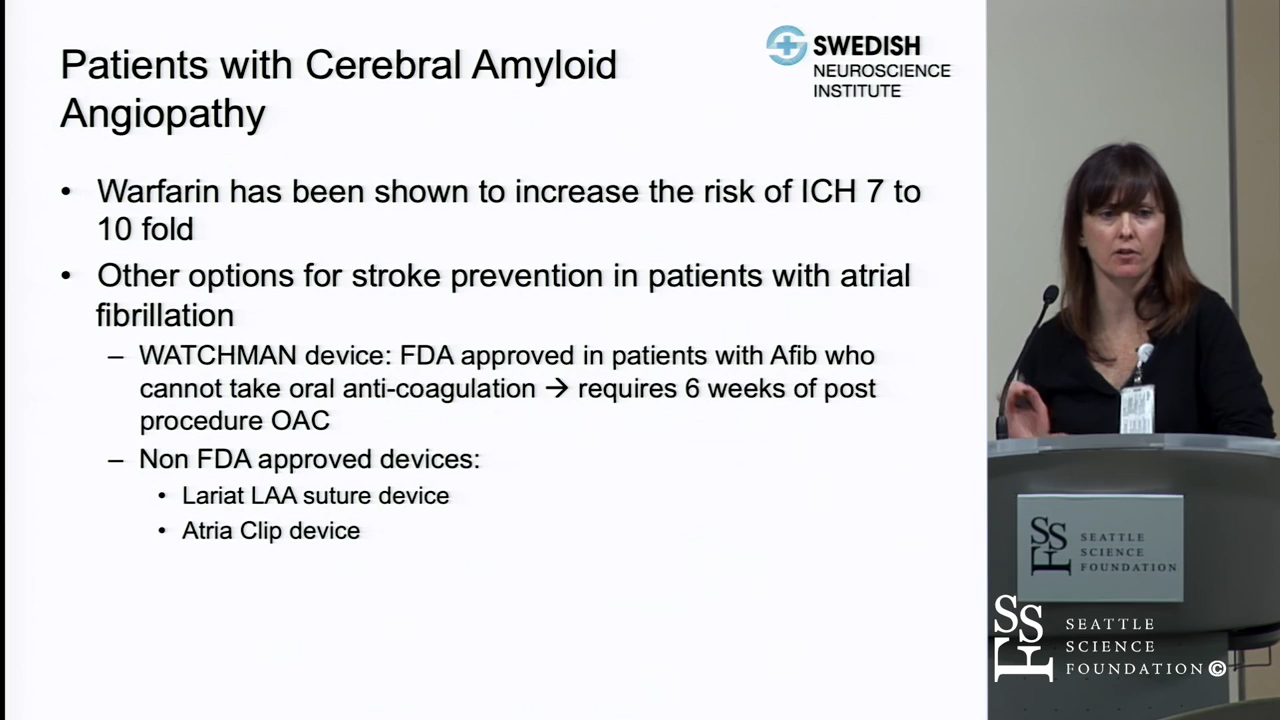 Patients with Cerebral Amyloid
Angiopathy
SWEDISH
NEUROSCIENCE
INSTITUTE
• Warfarin has been shown to increase the risk of ICH 7 to
10 fold
• Other options for stroke prevention in patients with atrial
fibrillation
– WATCHMAN device: FDA approved in patients with Afib who
cannot take oral anti-coagulation → requires 6 weeks of post
procedure OAC
– Non FDA approved devices:
• Lariat LAA suture device
• Atria Clip device
SSF
SEATTLE
SCIENCE
FOUNDATION
SSF
SEATTLE
SCIENCE
FOUNDATION©